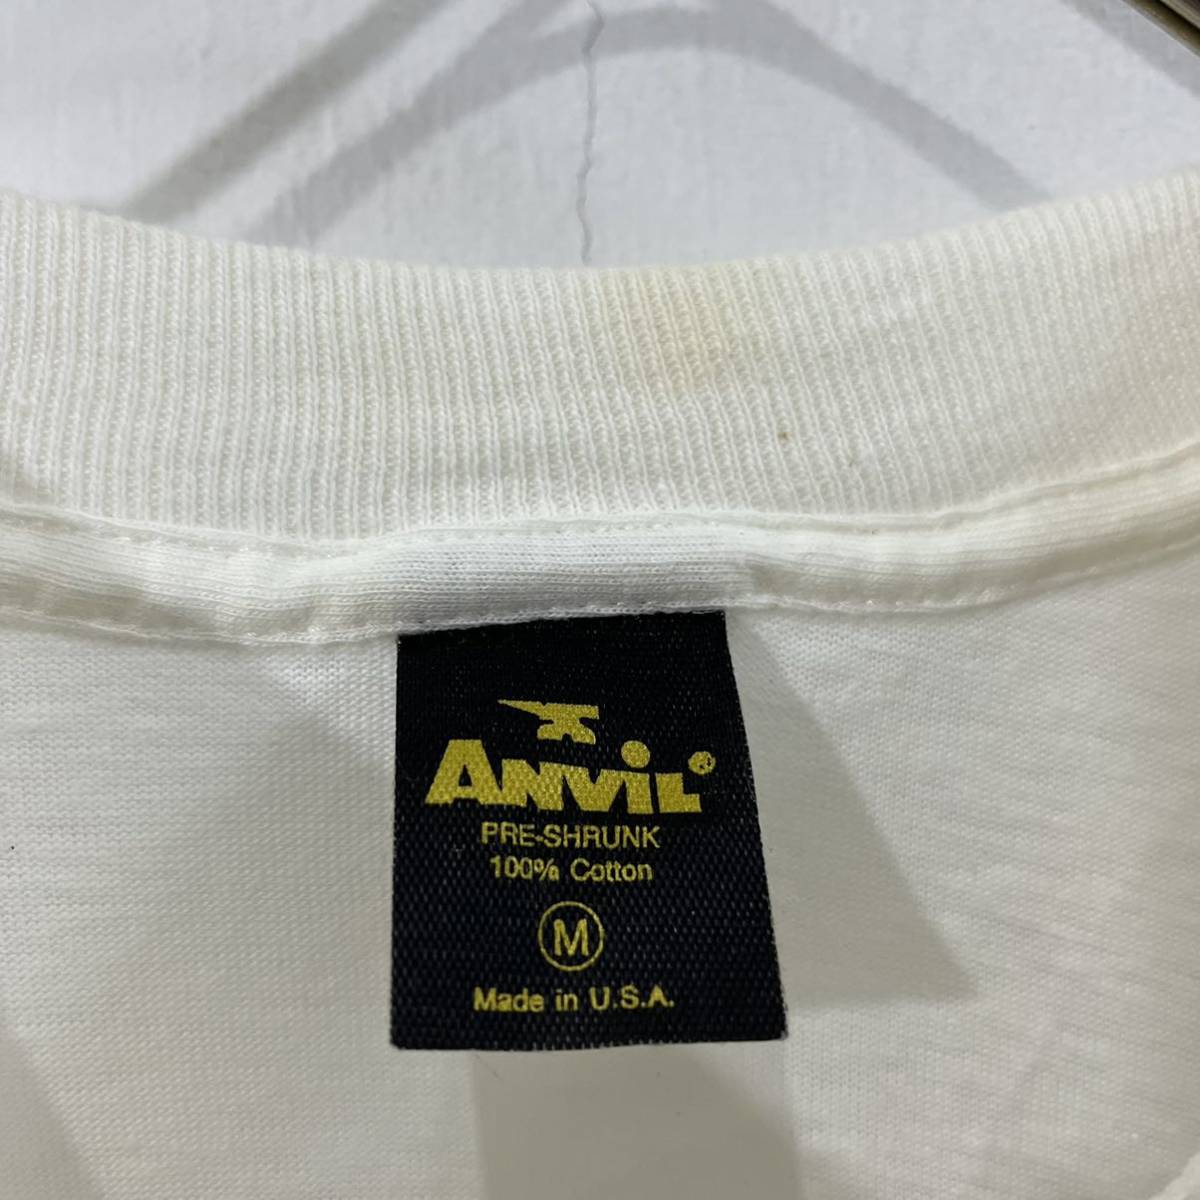 ANViL®
PRE-SHRUNK
100% Cotton
M
Made in U.S.A.